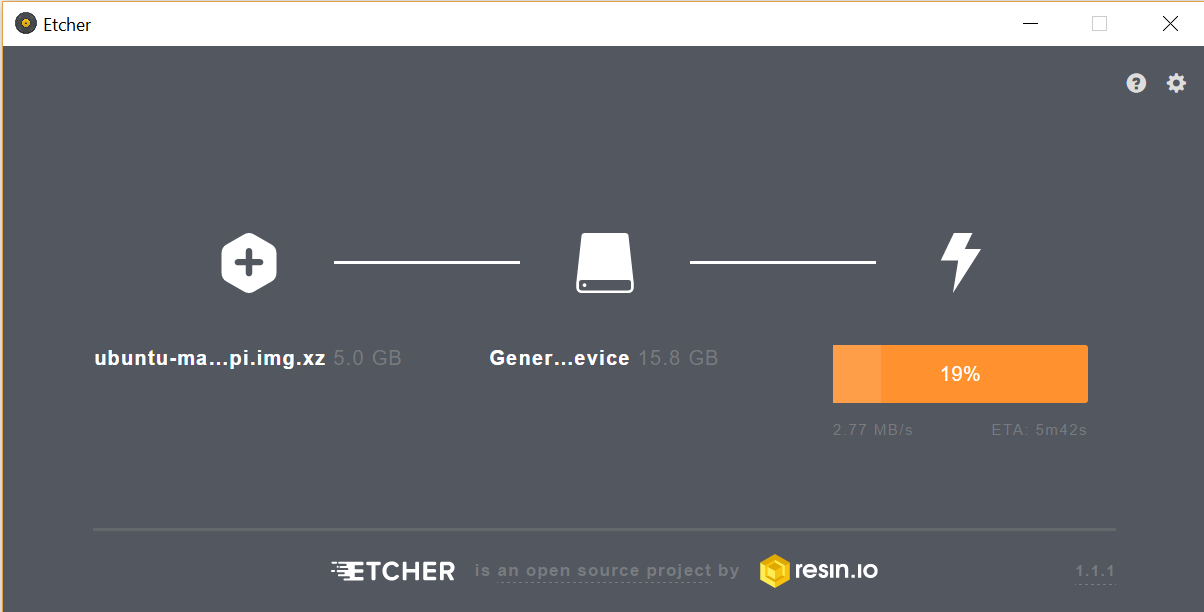 Etcher
ubuntu-ma...pi.img.xz 5.0 GB
Gener...evice 15.8 GB
19%
2.77 MB/s
ETA: 5m42s
ETCHER is an open source project by resin.io
1.1.1